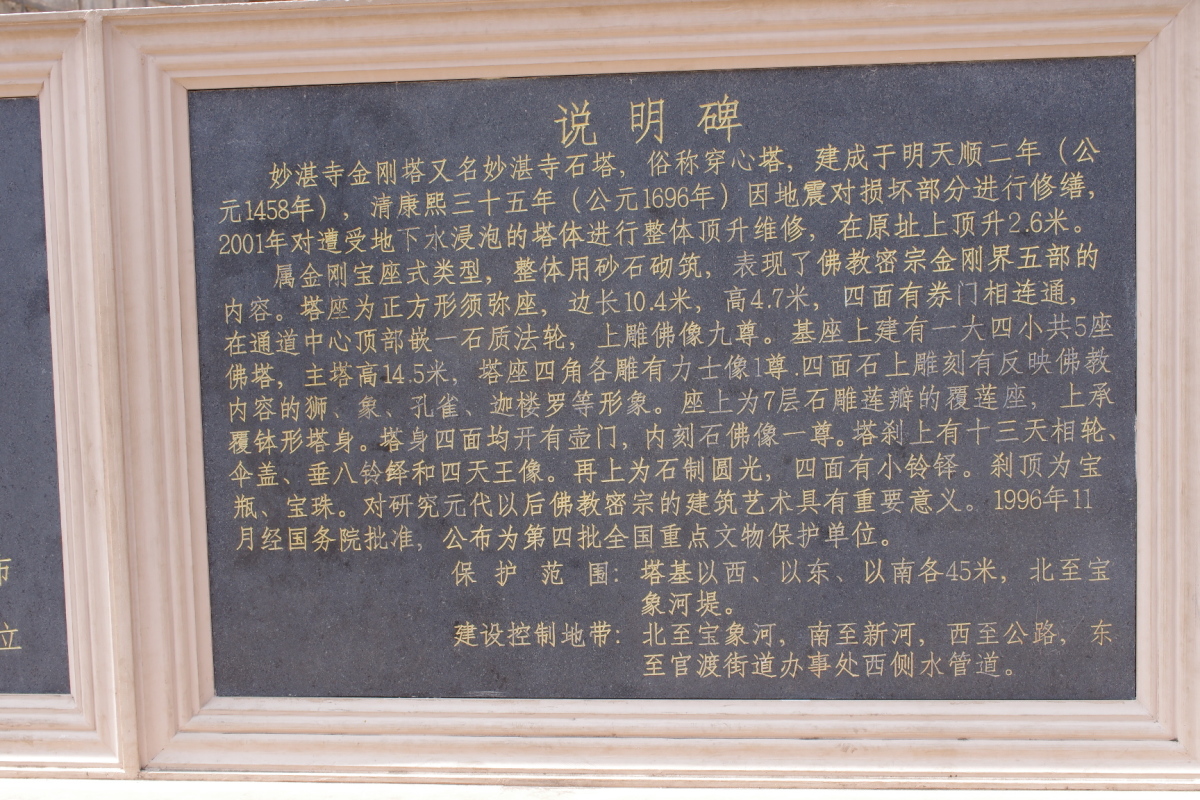 说明碑
妙湛寺金刚塔又名妙湛寺石塔，俗称穿心塔，建成于明天顺二年（公
元1458年），清康熙三十五年（公元1696年）因地震对损坏部分进行修缮，
2001年对遭受地下水浸泡的塔体进行整体顶升维修，在原址上顶升2.6米。
属金刚宝座式类型，整体用砂石砌筑，表现了佛教密宗金刚界五部的
内容。塔座为正方形须弥座，边长10.4米，高4.7米，四面有券门相连通，
在通道中心顶部嵌一石质法轮，上雕佛像九尊。基座上建有一大四小共5座
佛塔，主塔高14.5米，塔座四角各雕有力士像1尊.四面石上雕刻有反映佛教
内容的狮、象、孔雀、迦楼罗等形象。座上为7层石雕莲瓣的覆莲座，上承
覆钵形塔身。塔身四面均开有壶门，内刻石佛像一尊。塔刹上有十三天相轮、
伞盖、垂八铃铎和四天王像。再上为石制圆光，四面有小铃铎。刹顶为宝
瓶、宝珠。对研究元代以后佛教密宗的建筑艺术具有重要意义。1996年11
月经国务院批准，公布为第四批全国重点文物保护单位。
保护范围：塔基以西、以东、以南各45米，北至宝
象河堤。
建设控制地带：北至宝象河，南至新河，西至公路，东
至官渡街道办事处西侧水管道。
立